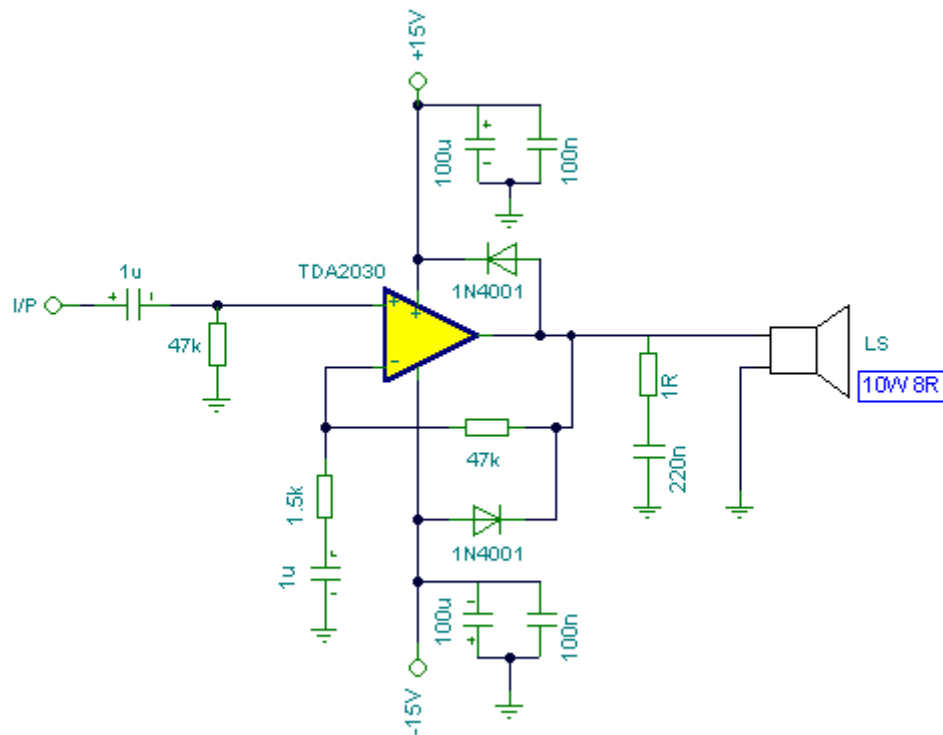 +15V
100u
100n
1N4001
TDA2030
1u
I/P
47k
LS
10W 8R
1R
220n
47k
1.5k
1u
1N4001
100u
100n
-15V